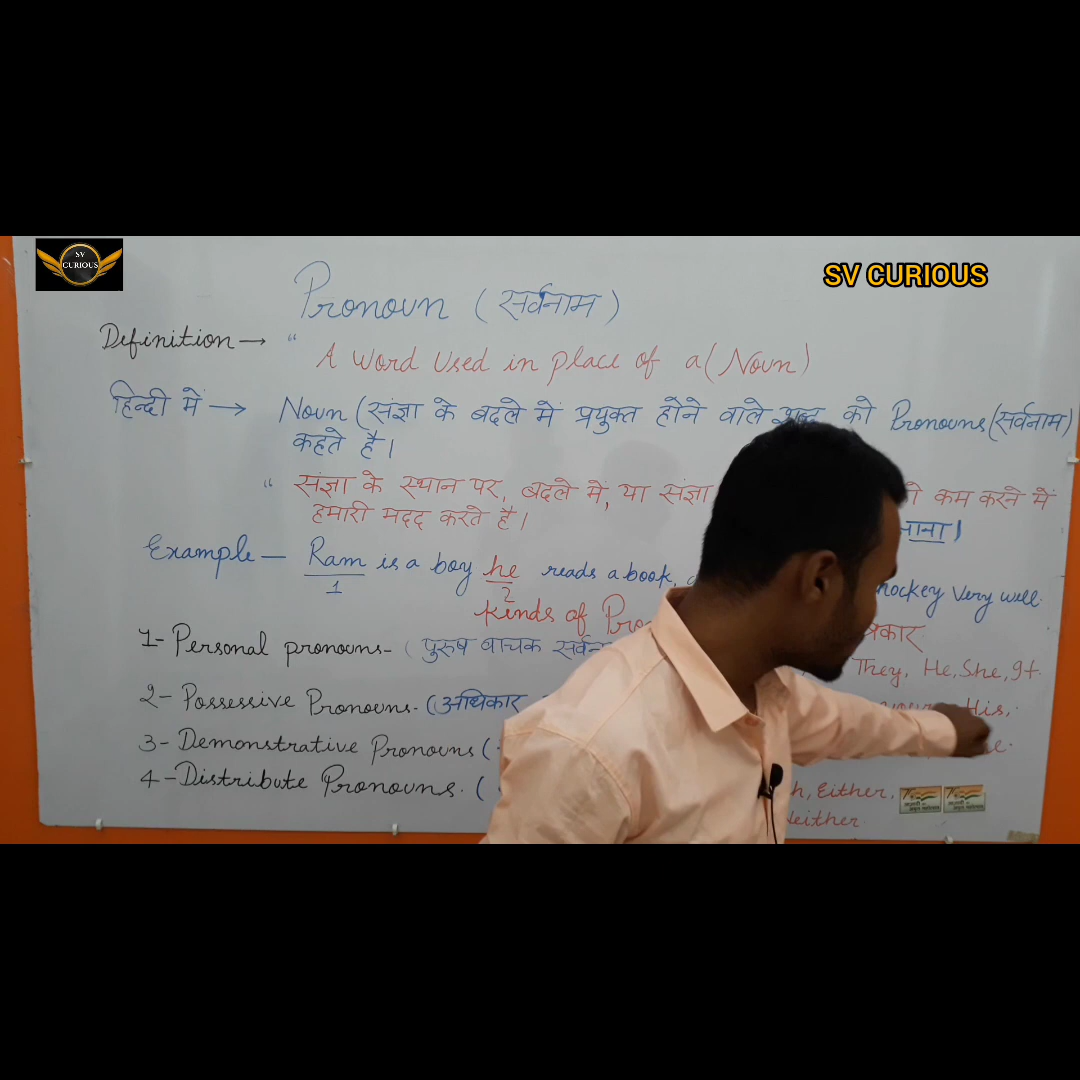 SV CURIOUS
SV CURIOUS
Pronoun (सर्वनाम)
Definition → “ A word Used in place of a (Noun)
हिन्दी में → Noun (संज्ञा के बदले में प्रयुक्त होने वाले शब्द को Pronouns (सर्वनाम)
कहते है।
“ संज्ञा के स्थान पर, बदले में, या संज्ञा कम करने में
हमारी मदद करते है।
Example — Ram is a boy he reads a book, hockey Very well.
1 2
Kinds of
1- Personal pronouns- (पुरुष वाचक They, He, She, It.
2- Possessive Pronouns. (अधिकार His,
3- Demonstrative Pronouns (
4- Distribute Pronouns. ( Either,
Neither